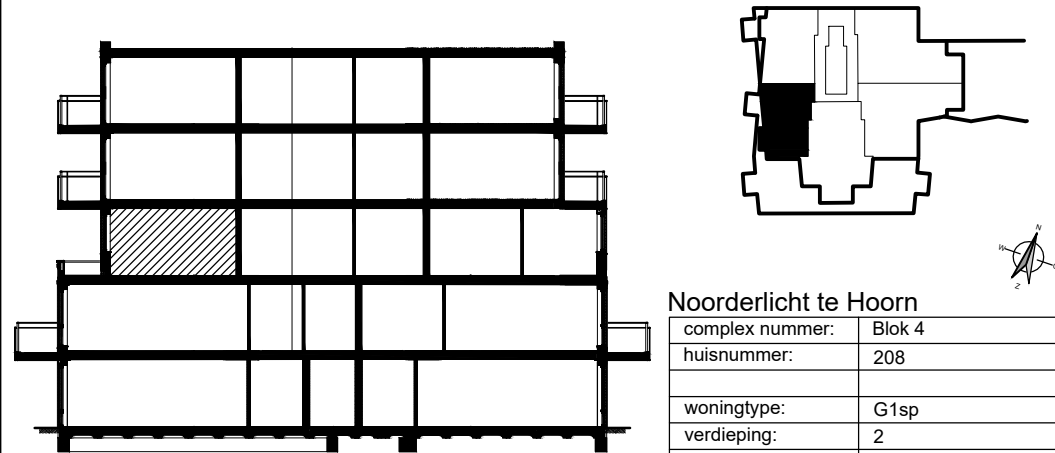 N
W
O
Z
Noorderlicht te Hoorn
complex nummer: Blok 4
huisnummer: 208
woningtype: G1sp
verdieping: 2